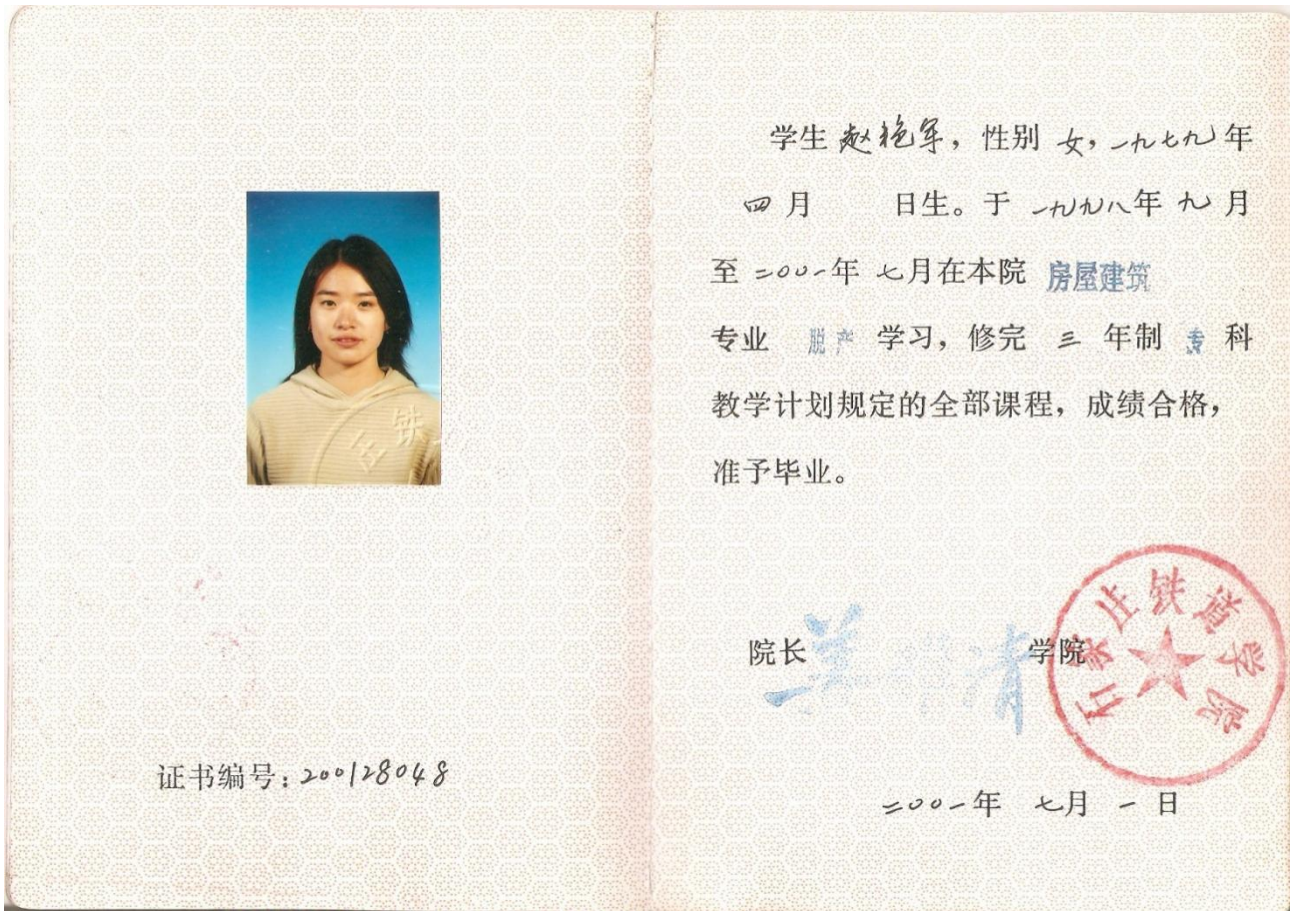 庄铁
证书编号：200128048
学生 赵艳军，性别 女，一九七九年
四月 日生。于 一九九八年 九月
至 二〇〇一年 七月在本院 房屋建筑
专业 脱产 学习，修完 三 年制 专 科
教学计划规定的全部课程，成绩合格，
准予毕业。
院长 清 学院
石家庄铁道学院
二〇〇一年 七月 一日